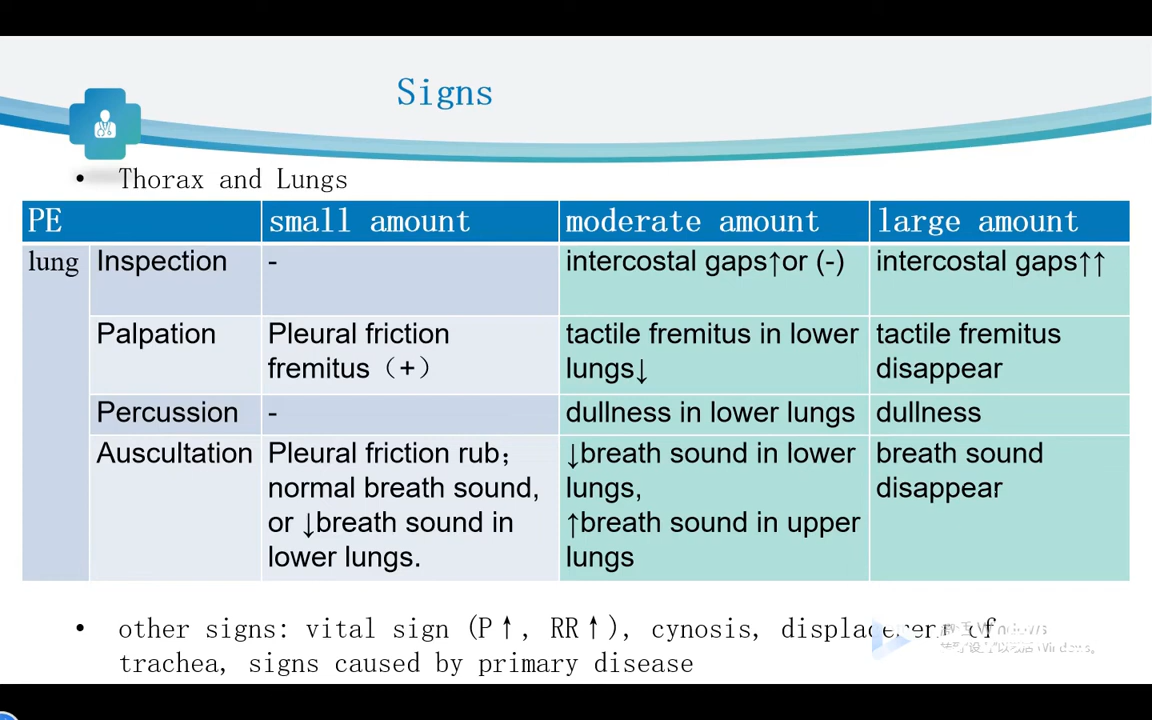 Signs
• Thorax and Lungs
PE small amount moderate amount large amount
lung Inspection - intercostal gaps↑or (-) intercostal gaps↑↑
Palpation Pleural friction tactile fremitus in lower tactile fremitus
fremitus（+） lungs↓ disappear
Percussion - dullness in lower lungs dullness
Auscultation Pleural friction rub； ↓breath sound in lower breath sound
normal breath sound, lungs, disappear
or ↓breath sound in ↑breath sound in upper
lower lungs. lungs
• other signs: vital sign (P↑, RR↑), cynosis, displacement of
trachea, signs caused by primary disease